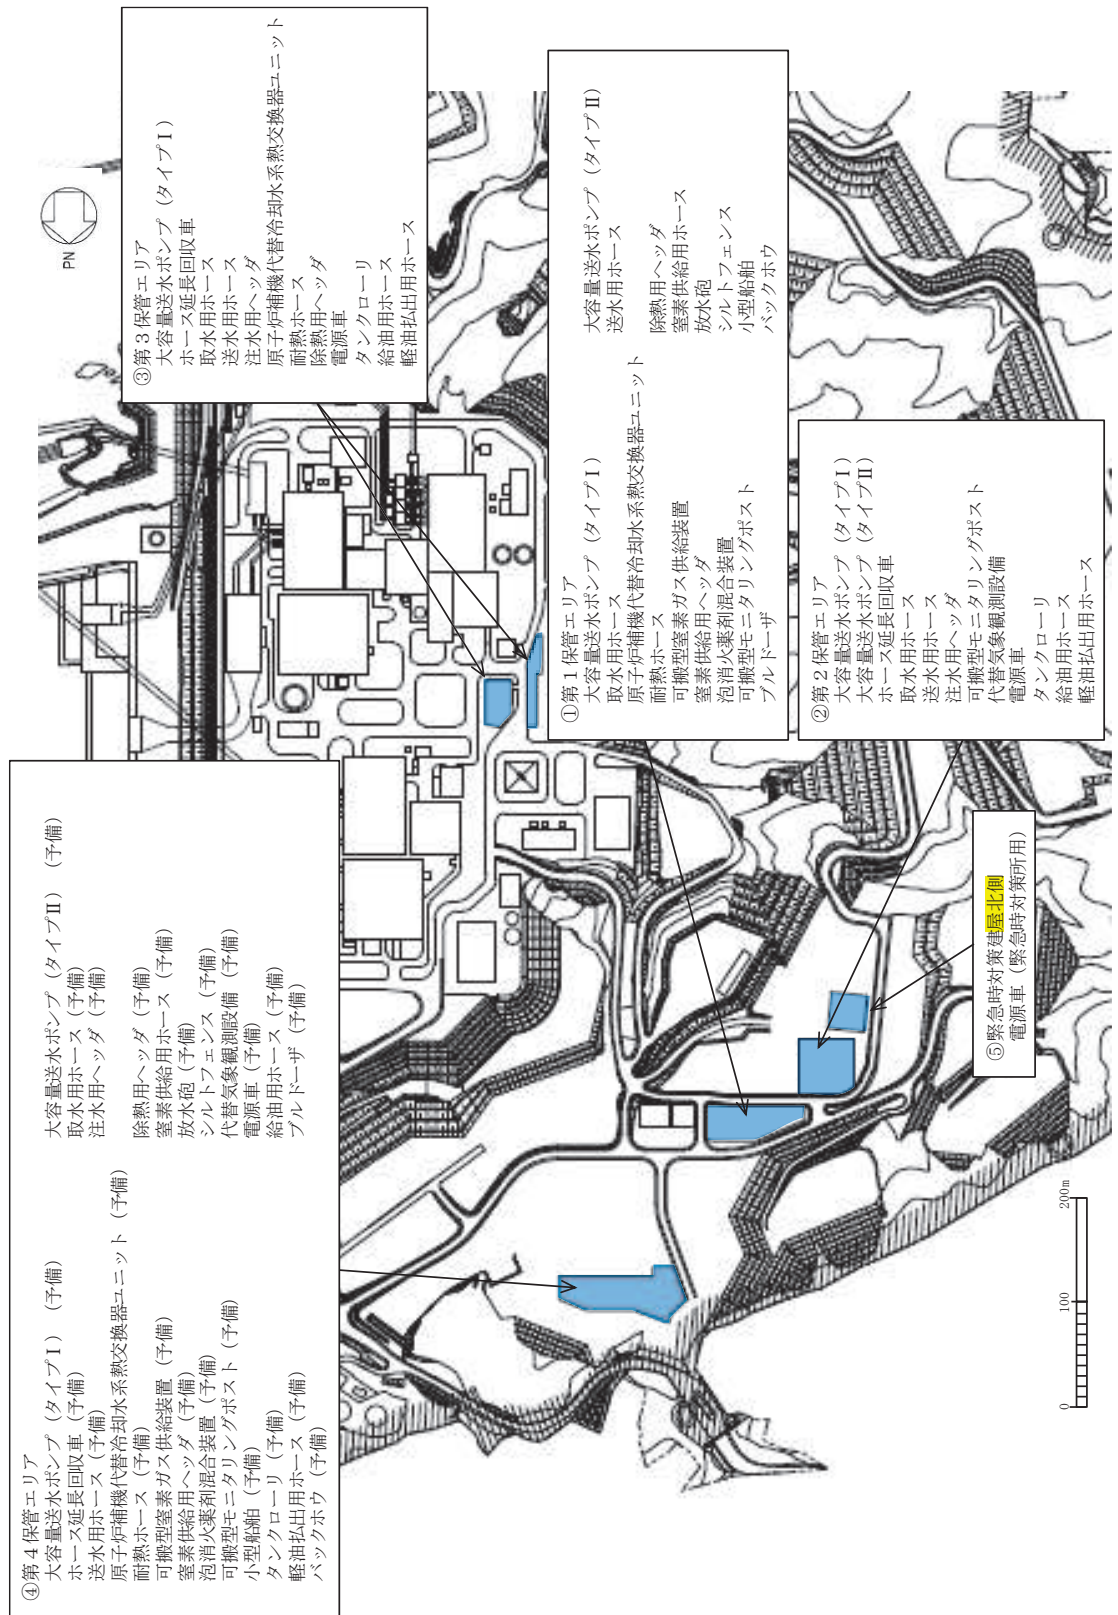 PN
④第4保管エリア
大容量送水ポンプ（タイプⅠ）（予備）　大容量送水ポンプ（タイプⅡ）（予備）
ホース延長回収車（予備）　取水用ホース（予備）
送水用ホース（予備）　注水用ヘッダ（予備）
原子炉補機代替冷却水系熱交換器ユニット（予備）
耐熱ホース（予備）　除熱用ヘッダ（予備）
可搬型窒素ガス供給装置（予備）　窒素供給用ホース（予備）
窒素供給用ヘッダ（予備）　放水砲（予備）
泡消火薬剤混合装置（予備）　シルトフェンス（予備）
可搬型モニタリングポスト（予備）　代替気象観測設備（予備）
小型船舶（予備）　電源車（予備）
タンクローリ（予備）　給油用ホース（予備）
軽油払出用ホース（予備）　ブルドーザ（予備）
バックホウ（予備）
③第3保管エリア
大容量送水ポンプ（タイプⅠ）
ホース延長回収車
取水用ホース
送水用ホース
注水用ヘッダ
原子炉補機代替冷却水系熱交換器ユニット
耐熱ホース
除熱用ヘッダ
電源車
タンクローリ
給油用ホース
軽油払出用ホース
①第1保管エリア
大容量送水ポンプ（タイプⅠ）　大容量送水ポンプ（タイプⅡ）
取水用ホース　送水用ホース
原子炉補機代替冷却水系熱交換器ユニット
耐熱ホース　除熱用ヘッダ
可搬型窒素ガス供給装置　窒素供給用ホース
窒素供給用ヘッダ　放水砲
泡消火薬剤混合装置　シルトフェンス
可搬型モニタリングポスト　小型船舶
ブルドーザ　バックホウ
②第2保管エリア
大容量送水ポンプ（タイプⅠ）
大容量送水ポンプ（タイプⅡ）
ホース延長回収車
取水用ホース
送水用ホース
注水用ヘッダ
可搬型モニタリングポスト
代替気象観測設備
電源車
タンクローリ
給油用ホース
軽油払出用ホース
⑤緊急時対策建屋北側
電源車（緊急時対策所用）
0　100　200m